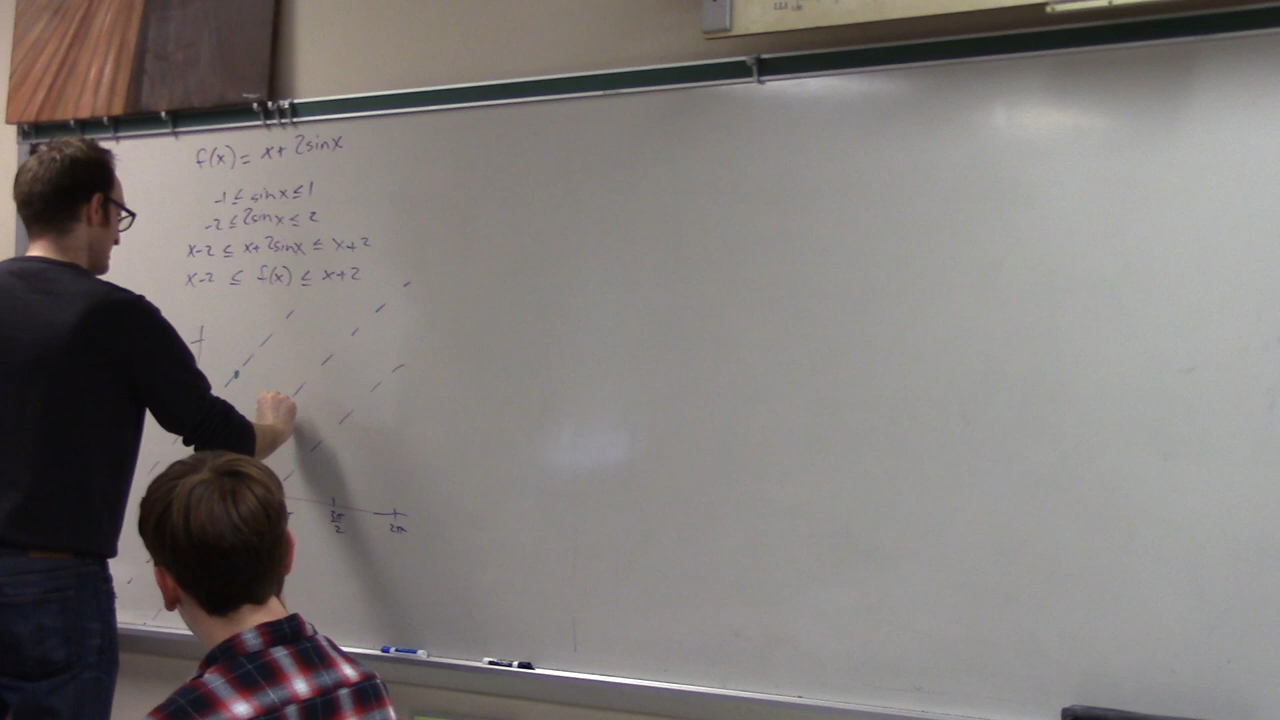 f(x) = x + 2sinx
-1 ≤ sinx ≤ 1
-2 ≤ 2sinx ≤ 2
x-2 ≤ x+2sinx ≤ x+2
x-2 ≤ f(x) ≤ x+2
3π/2 2π